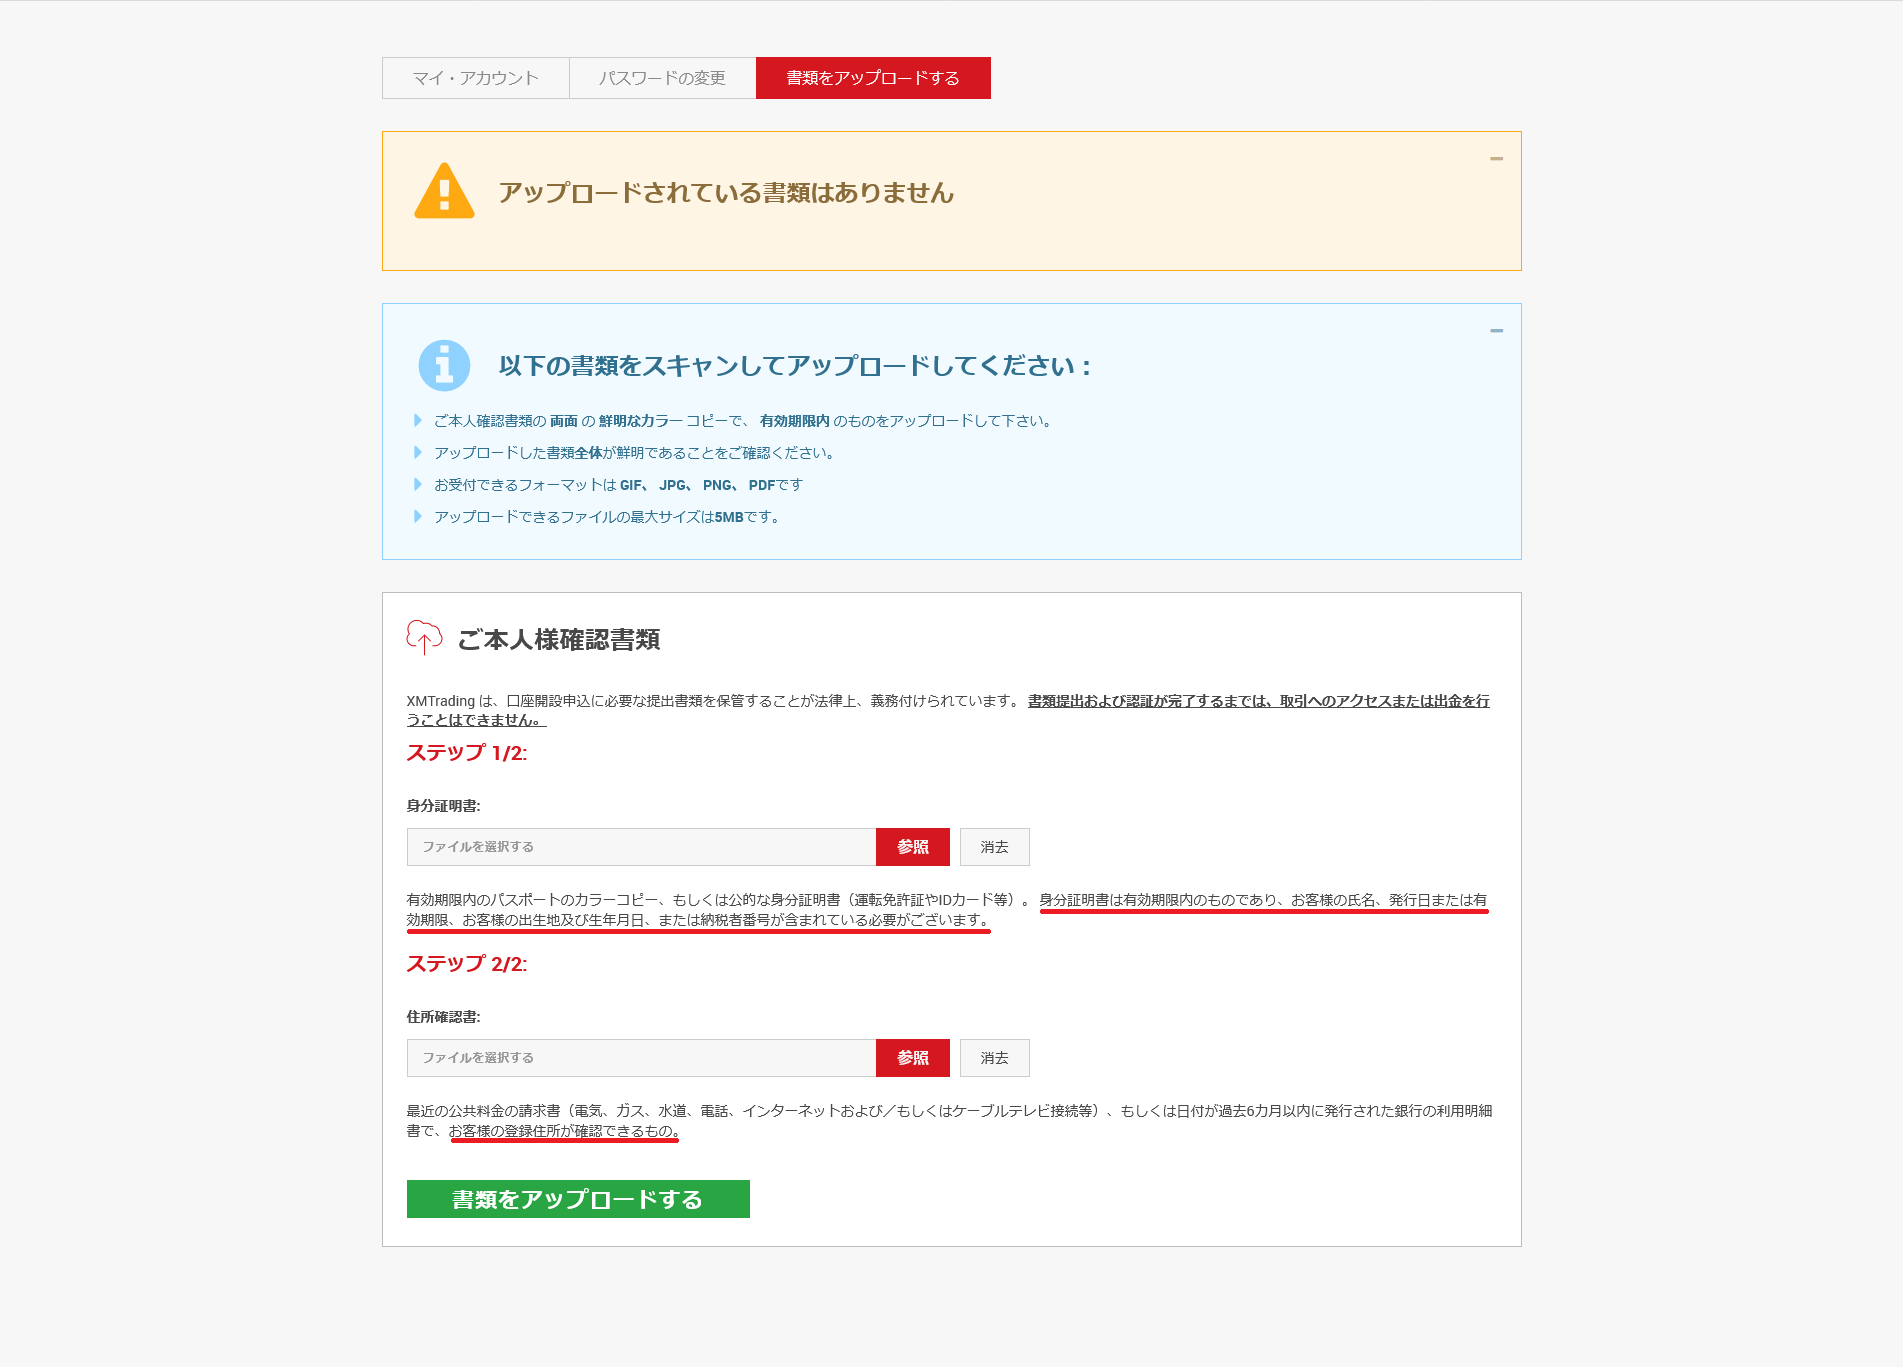 マイ・アカウント パスワードの変更 書類をアップロードする
アップロードされている書類はありません
以下の書類をスキャンしてアップロードしてください：
ご本人確認書類の 両面 の 鮮明なカラー コピーで、 有効期限内 のものをアップロードして下さい。
アップロードした書類全体が鮮明であることをご確認ください。
お受付できるフォーマットは GIF、 JPG、 PNG、 PDFです
アップロードできるファイルの最大サイズは5MBです。
ご本人様確認書類
XMTrading は、口座開設申込に必要な提出書類を保管することが法律上、義務付けられています。 書類提出および認証が完了するまでは、取引へのアクセスまたは出金を行
うことはできません。
ステップ 1/2:
身分証明書:
ファイルを選択する 参照 消去
有効期限内のパスポートのカラーコピー、もしくは公的な身分証明書（運転免許証やIDカード等）。 身分証明書は有効期限内のものであり、お客様の氏名、発行日または有
効期限、お客様の出生地及び生年月日、または納税者番号が含まれている必要がございます。
ステップ 2/2:
住所確認書:
ファイルを選択する 参照 消去
最近の公共料金の請求書（電気、ガス、水道、電話、インターネットおよび／もしくはケーブルテレビ接続等）、もしくは日付が過去6カ月以内に発行された銀行の利用明細
書で、お客様の登録住所が確認できるもの。
書類をアップロードする